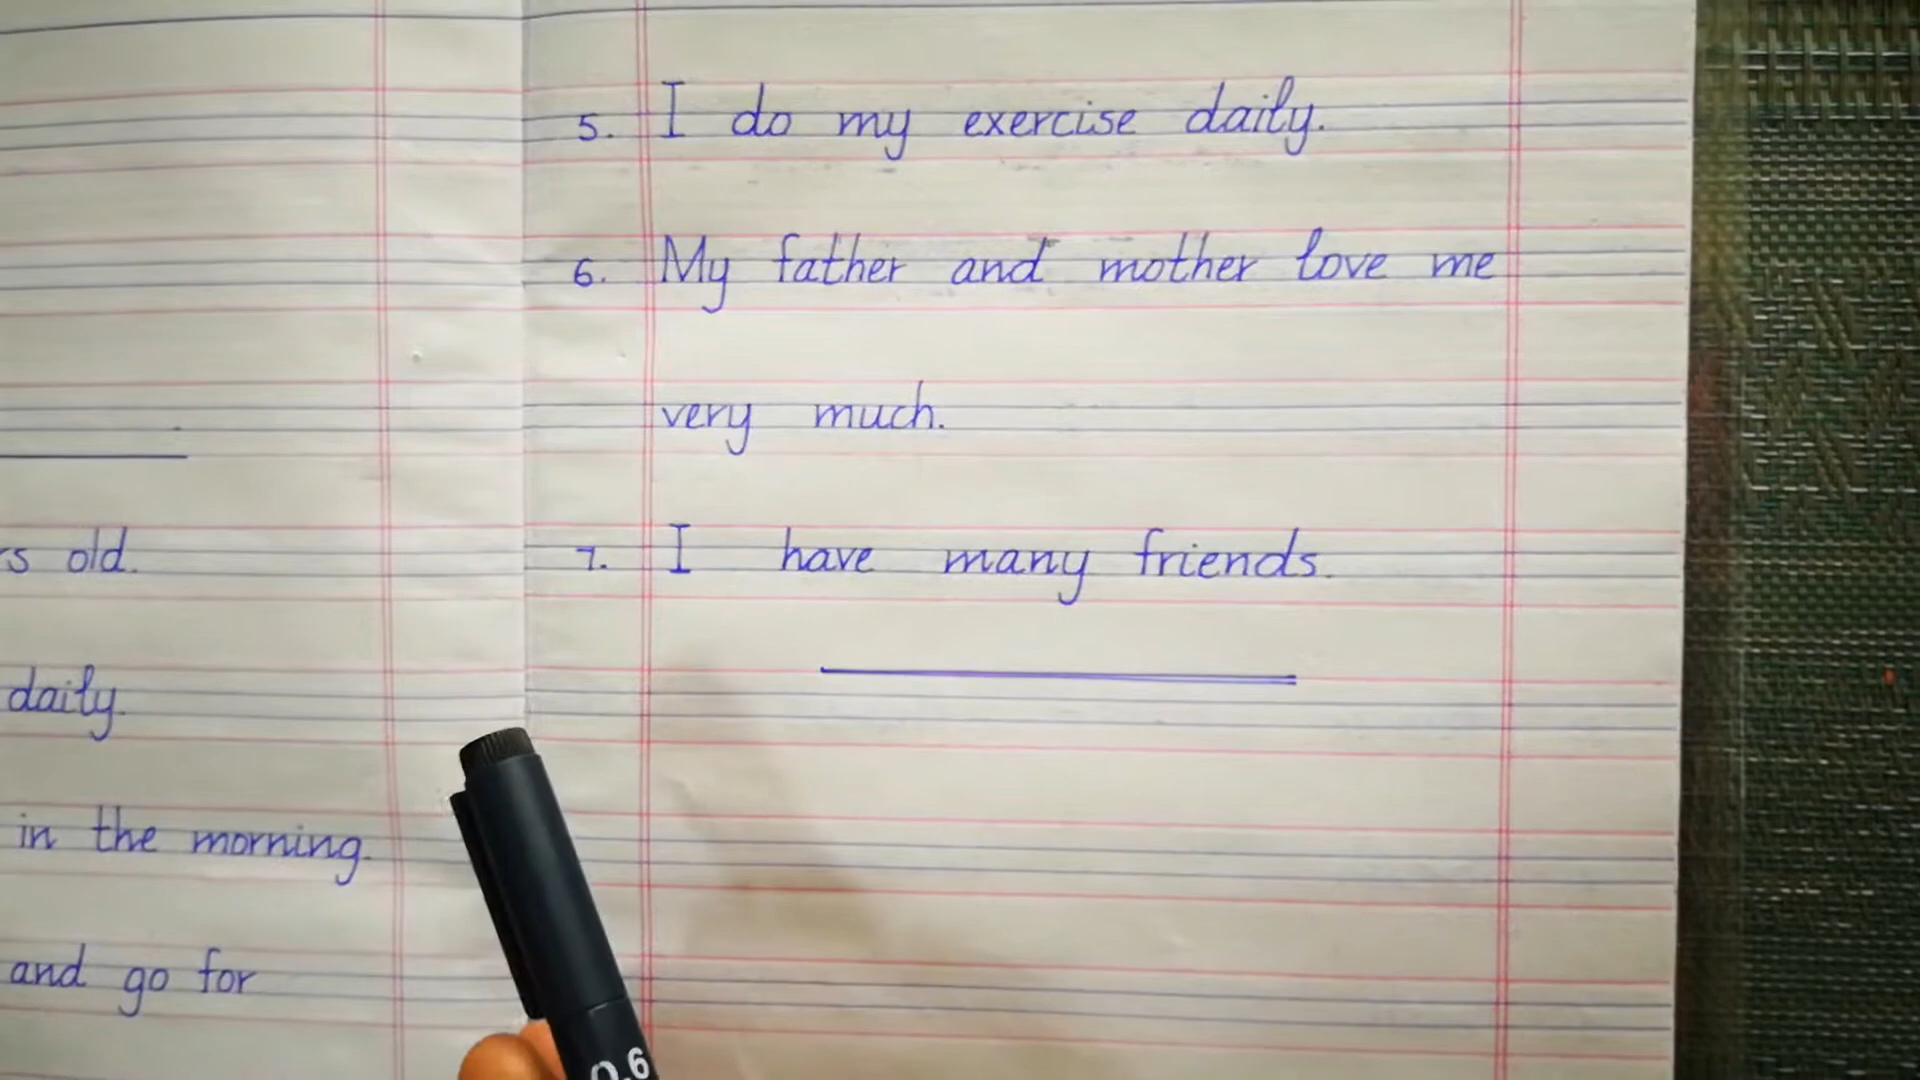 s old.
daily.
in the morning.
and go for
5. I do my exercise daily.
6. My father and mother love me
very much.
7. I have many friends.
0.6